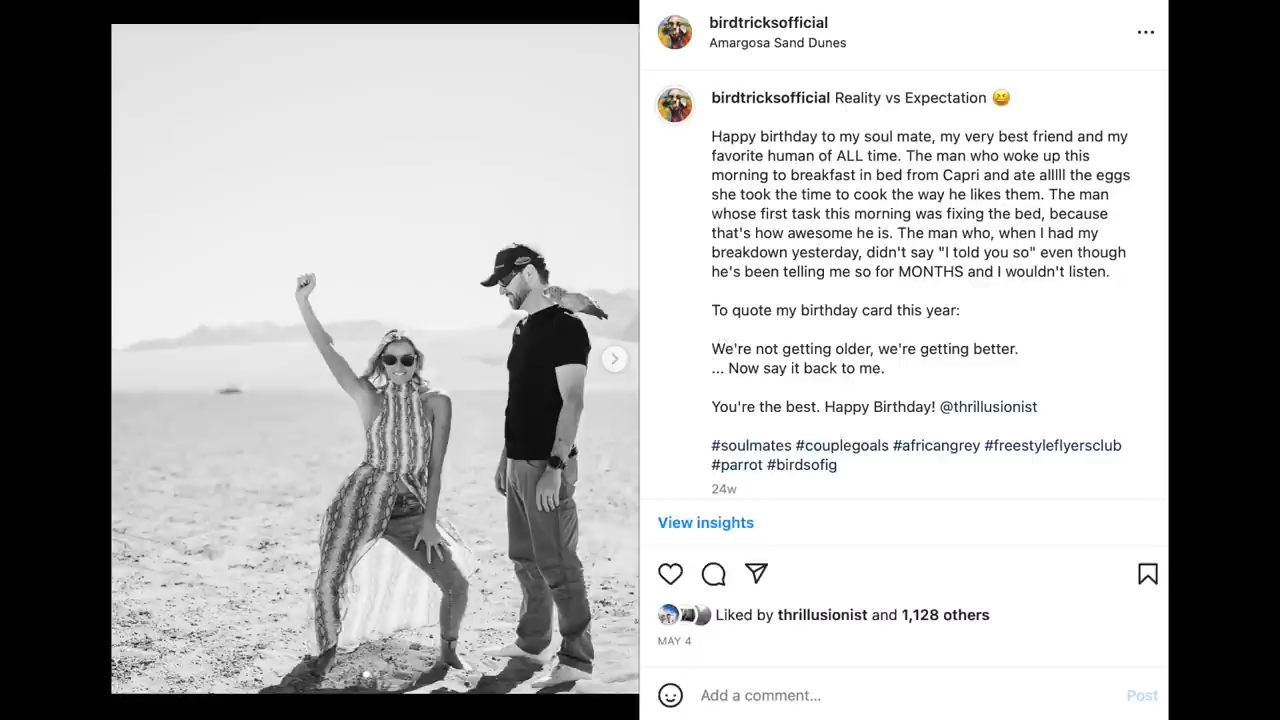 birdtricksofficial
Amargosa Sand Dunes
birdtricksofficial Reality vs Expectation 😆
Happy birthday to my soul mate, my very best friend and my
favorite human of ALL time. The man who woke up this
morning to breakfast in bed from Capri and ate alllll the eggs
she took the time to cook the way he likes them. The man
whose first task this morning was fixing the bed, because
that's how awesome he is. The man who, when I had my
breakdown yesterday, didn't say "I told you so" even though
he's been telling me so for MONTHS and I wouldn't listen.
To quote my birthday card this year:
We're not getting older, we're getting better.
... Now say it back to me.
You're the best. Happy Birthday! @thrillusionist
#soulmates #couplegoals #africangrey #freestyleflyersclub
#parrot #birdsofig
24w
View insights
Liked by thrillusionist and 1,128 others
MAY 4
Add a comment...
Post